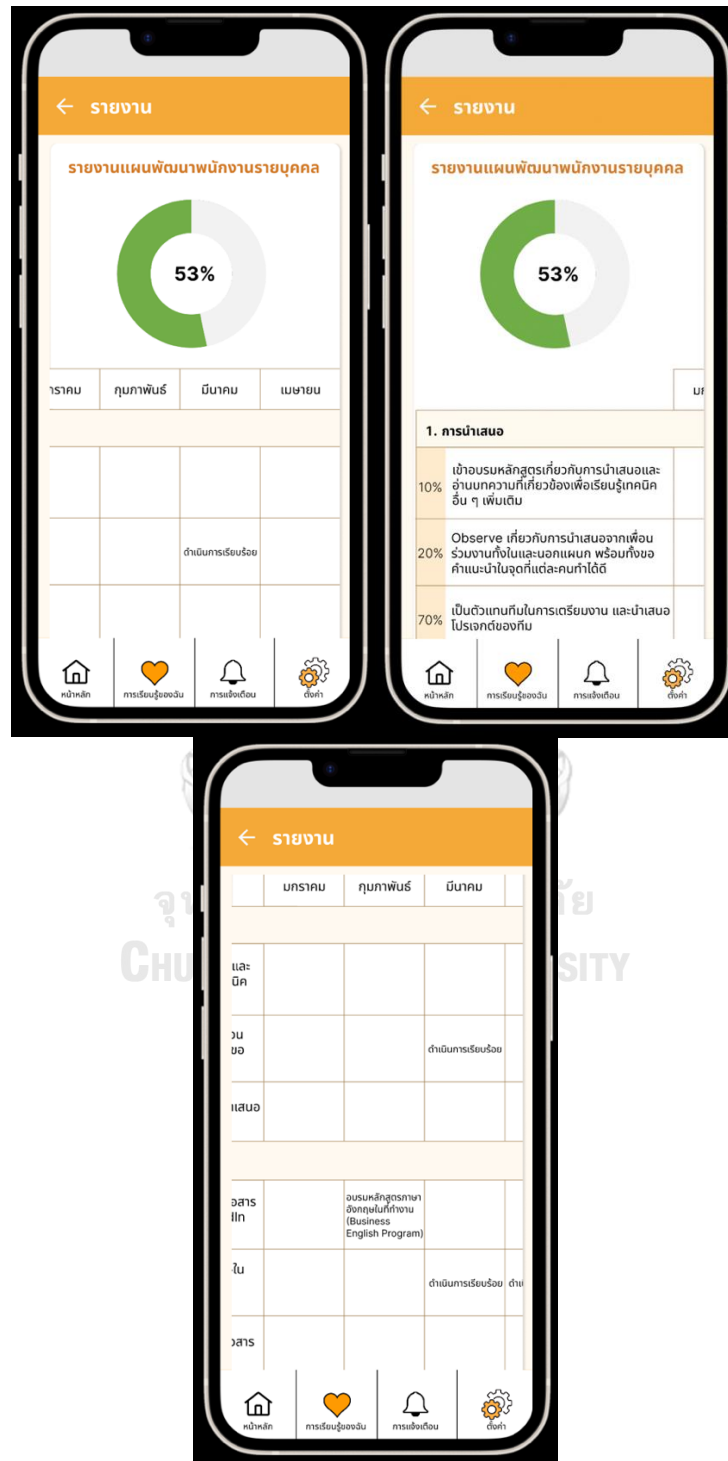 รายงาน
รายงานแผนพัฒนาพนักงานรายบุคคล
53%
กุมภาพันธ์
มีนาคม
เมษายน
ดำเนินการเรียบร้อย
หน้าหลัก
การเรียนรู้ของฉัน
การแจ้งเตือน
ตั้งค่า
รายงาน
รายงานแผนพัฒนาพนักงานรายบุคคล
53%
1. การนำเสนอ
10%
เข้าอบรมหลักสูตรเกี่ยวกับการนำเสนอและ
อ่านบทความที่เกี่ยวข้องเพื่อเรียนรู้เทคนิค
อื่น ๆ เพิ่มเติม
20%
Observe เกี่ยวกับการนำเสนอจากเพื่อน
ร่วมงานทั้งในและนอกแผนก พร้อมทั้งขอ
คำแนะนำในจุดที่แต่ละคนทำได้ดี
70%
เป็นตัวแทนทีมในการเตรียมงาน และนำเสนอ
โปรเจกต์ของทีม
หน้าหลัก
การเรียนรู้ของฉัน
การแจ้งเตือน
ตั้งค่า
รายงาน
มกราคม
กุมภาพันธ์
มีนาคม
และ
ขอ
ดำเนินการเรียบร้อย
อบรมหลักสูตรภาษา
อังกฤษในที่ทำงาน
(Business
English Program)
ดำเนินการเรียบร้อย
หน้าหลัก
การเรียนรู้ของฉัน
การแจ้งเตือน
ตั้งค่า